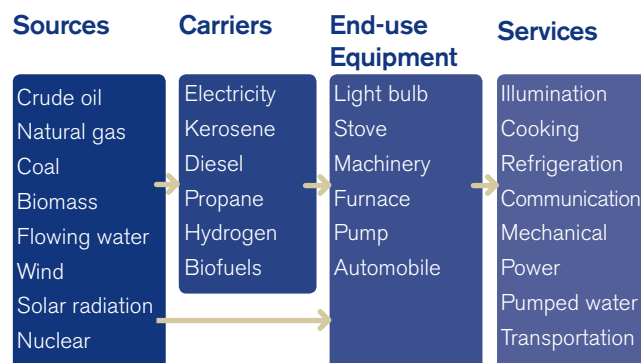 Sources
Carriers
End-use
Equipment
Services
Crude oil
Natural gas
Coal
Biomass
Flowing water
Wind
Solar radiation
Nuclear
Electricity
Kerosene
Diesel
Propane
Hydrogen
Biofuels
Light bulb
Stove
Machinery
Furnace
Pump
Automobile
Illumination
Cooking
Refrigeration
Communication
Mechanical
Power
Pumped water
Transportation